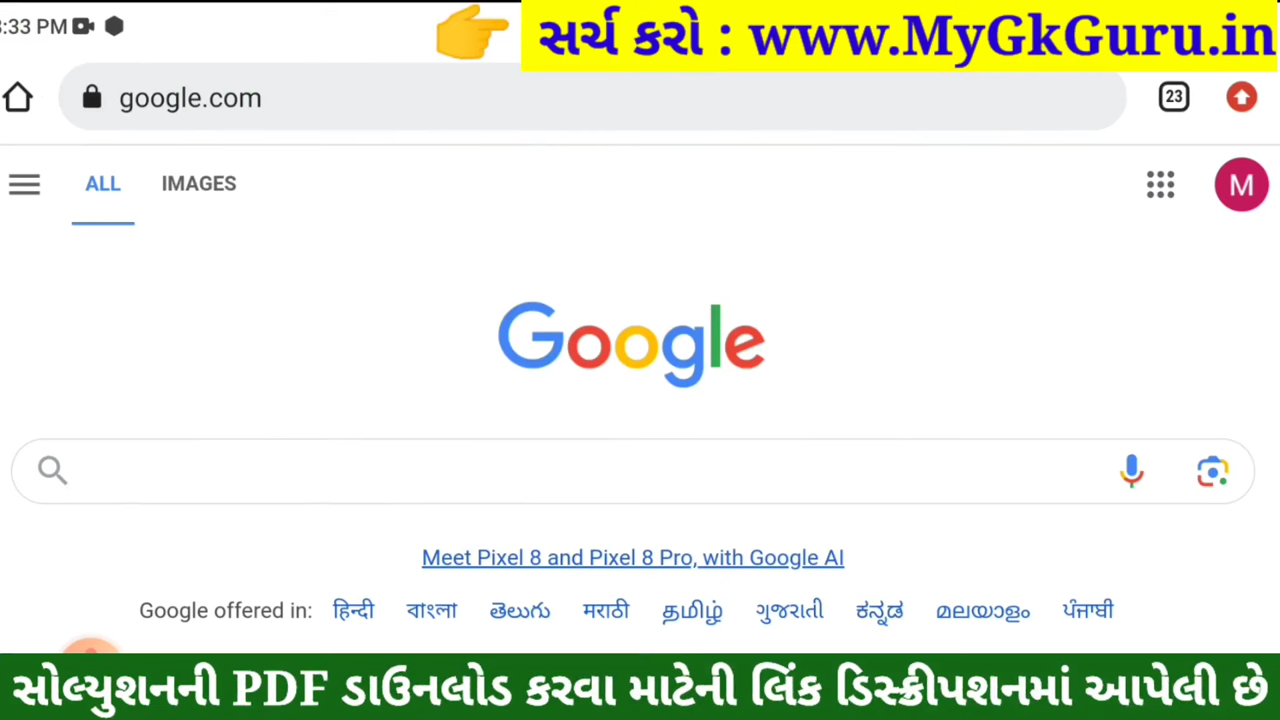 :33 PM
સર્ચ કરો : www.MyGkGuru.in
google.com
23
ALL IMAGES
M
Google
Meet Pixel 8 and Pixel 8 Pro, with Google AI
Google offered in: हिन्दी বাংলা తెలుగు मराठी தமிழ் ગુજરાતી ಕನ್ನಡ മലയാളം ਪੰਜਾਬੀ
સોલ્યુશનની PDF ડાઉનલોડ કરવા માટેની લિંક ડિસ્ક્રીપશનમાં આપેલી છે